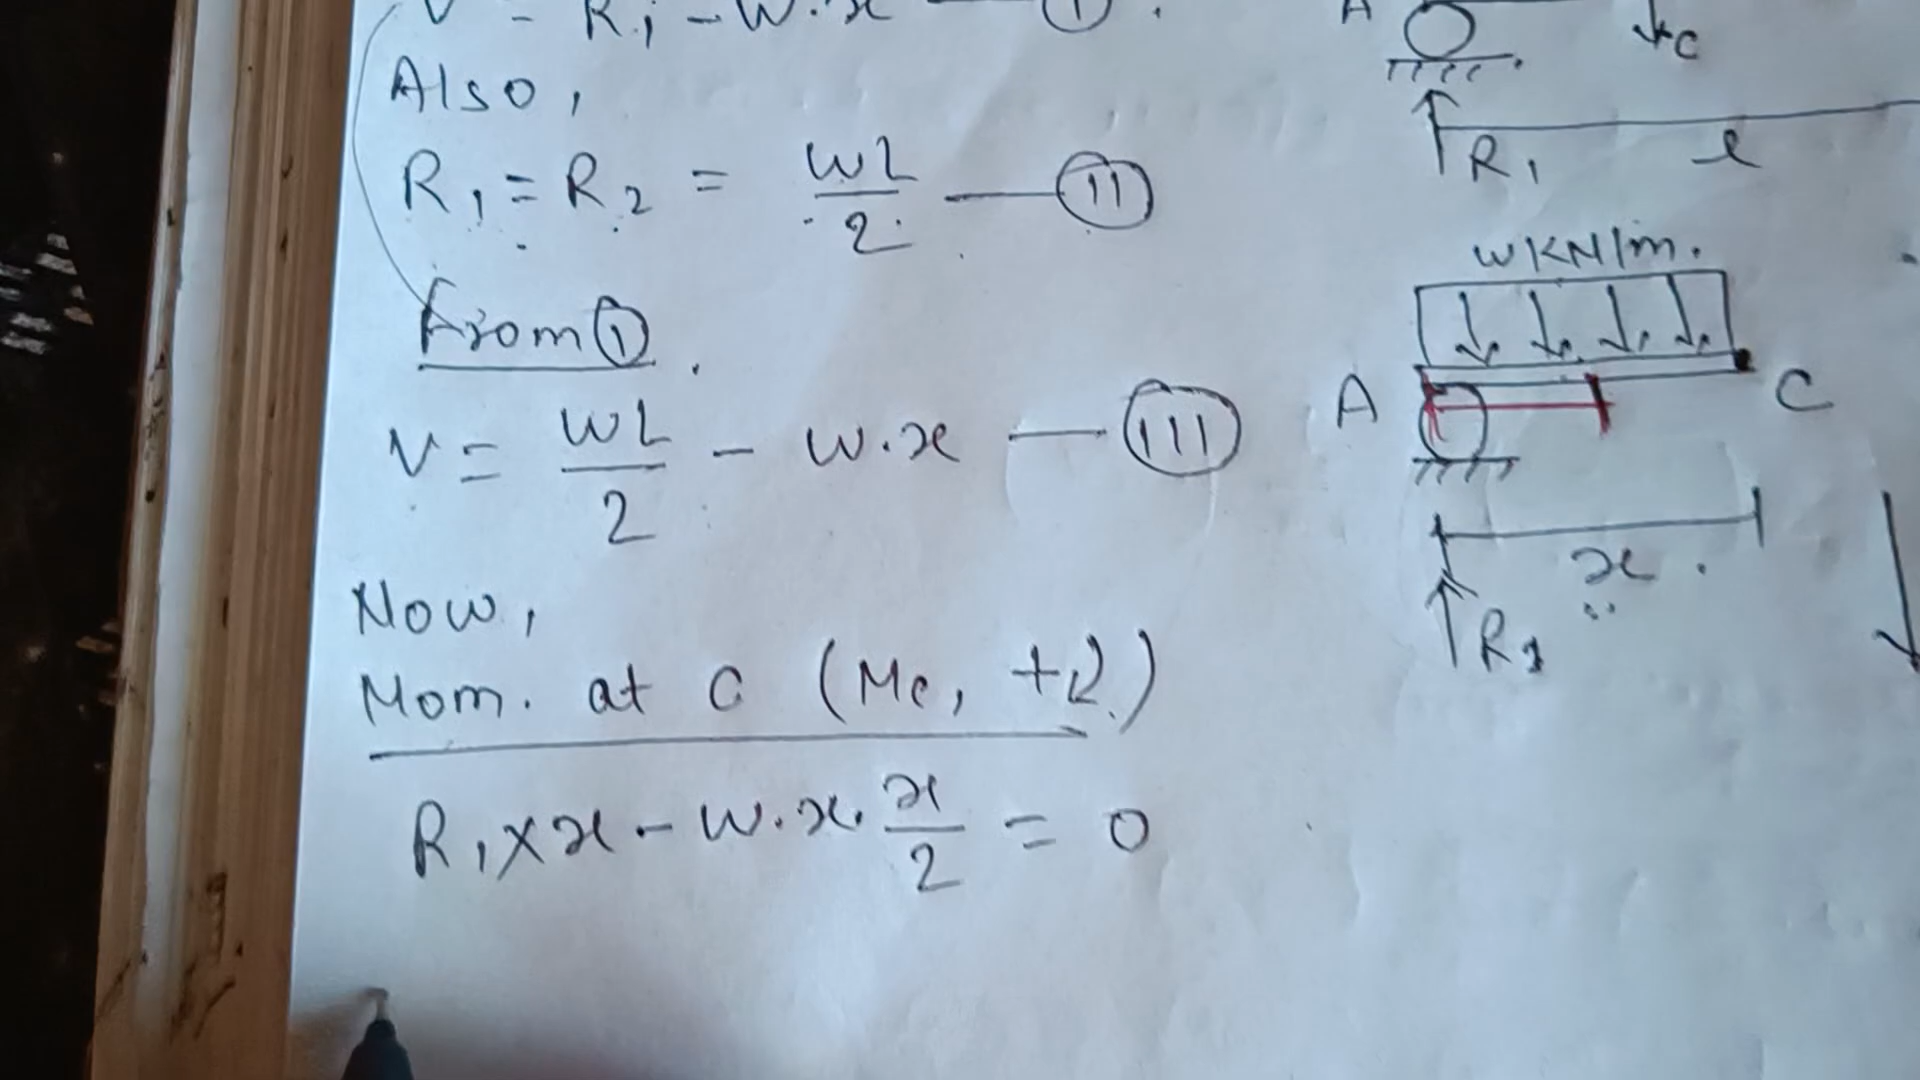 V = R1 - W.x — I .
Also,
R1 = R2 = WL/2 — II
From I
V = WL/2 - W.x — III
Now,
Mom. at C (Mc, +)
R1 × x - W.x. x/2 = 0
A
C
R1 l
W KN/m.
A C
x
R1